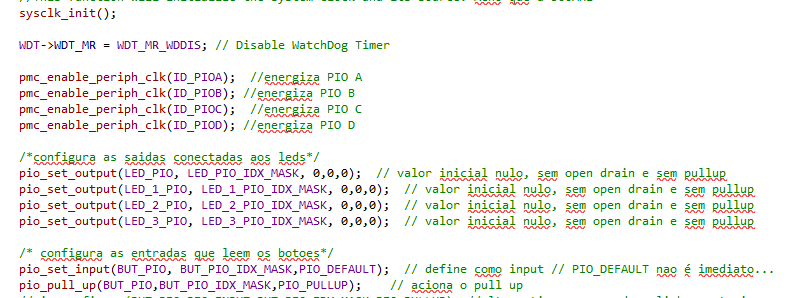 sysclk_init();
WDT->WDT_MR = WDT_MR_WDDIS; // Disable WatchDog Timer
pmc_enable_periph_clk(ID_PIOA);  //energiza PIO A
pmc_enable_periph_clk(ID_PIOB); //energiza PIO B
pmc_enable_periph_clk(ID_PIOC);  //energiza PIO C
pmc_enable_periph_clk(ID_PIOD); //energiza PIO D
/*configura as saidas conectadas aos leds*/
pio_set_output(LED_PIO, LED_PIO_IDX_MASK, 0,0,0);  // valor inicial nulo, sem open drain e sem pullup
pio_set_output(LED_1_PIO, LED_1_PIO_IDX_MASK, 0,0,0);  // valor inicial nulo, sem open drain e sem pullup
pio_set_output(LED_2_PIO, LED_2_PIO_IDX_MASK, 0,0,0);  // valor inicial nulo, sem open drain e sem pullup
pio_set_output(LED_3_PIO, LED_3_PIO_IDX_MASK, 0,0,0);  // valor inicial nulo, sem open drain e sem pullup
/* configura as entradas que leem os botoes*/
pio_set_input(BUT_PIO, BUT_PIO_IDX_MASK,PIO_DEFAULT);  // define como input // PIO_DEFAULT nao é imediato...
pio_pull_up(BUT_PIO,BUT_PIO_IDX_MASK,PIO_PULLUP);    // aciona o pull up